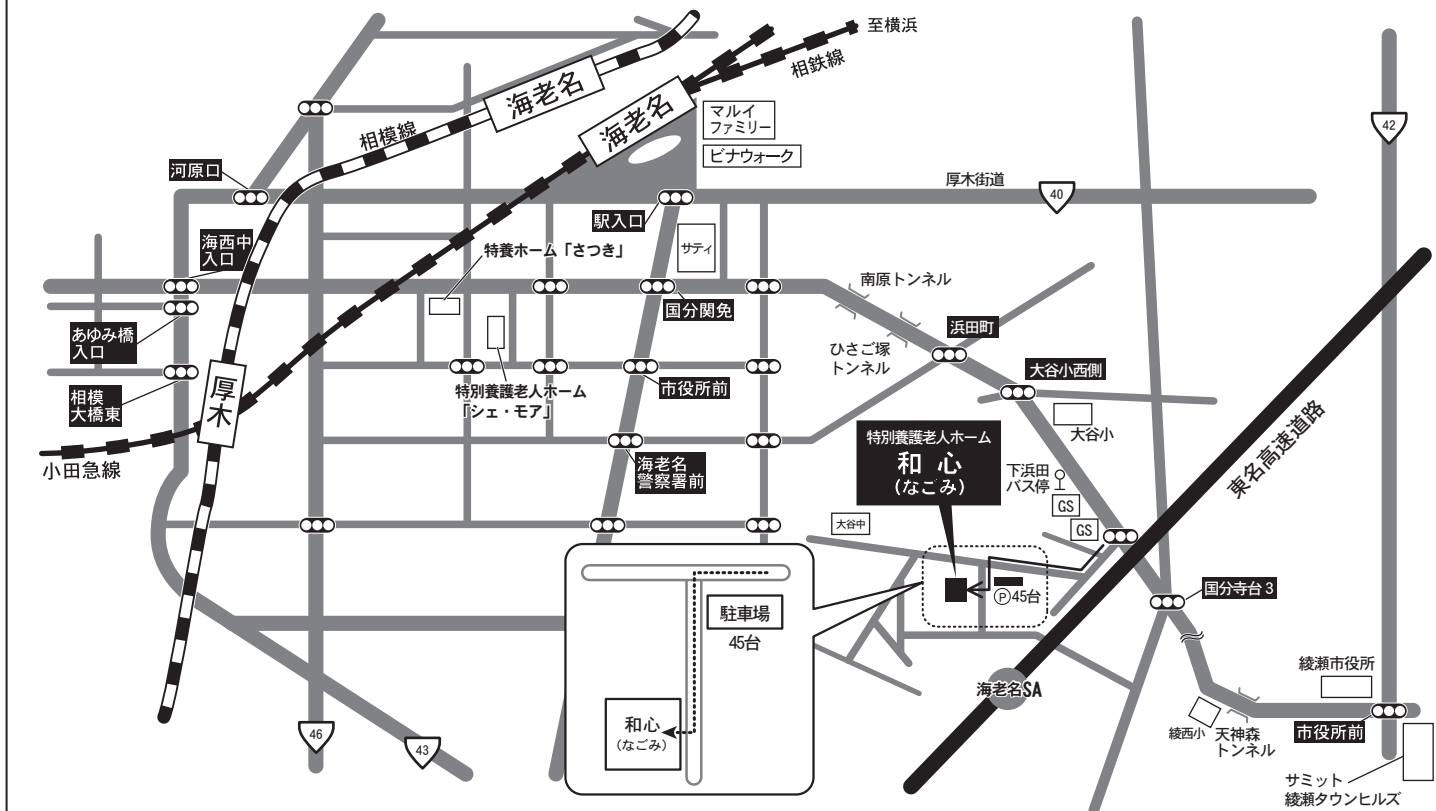 至横浜
相鉄線
海老名
海老名
相模線
マルイ
ファミリー
ビナウォーク
42
河原口
厚木街道
40
駅入口
海西中
入口
特養ホーム「さつき」
サティ
南原トンネル
国分関免
浜田町
あゆみ橋
入口
ひさご塚
トンネル
大谷小西側
相模
大橋東
厚木
特別養護老人ホーム
「シェ・モア」
市役所前
大谷小
小田急線
海老名
警察署前
特別養護老人ホーム
和心
(なごみ)
下浜田
バス停
GS
GS
東名高速道路
大谷中
P45台
国分寺台3
駐車場
45台
和心
(なごみ)
海老名SA
綾瀬市役所
綾西小
天神森
トンネル
市役所前
46
43
サミット
綾瀬タウンヒルズ